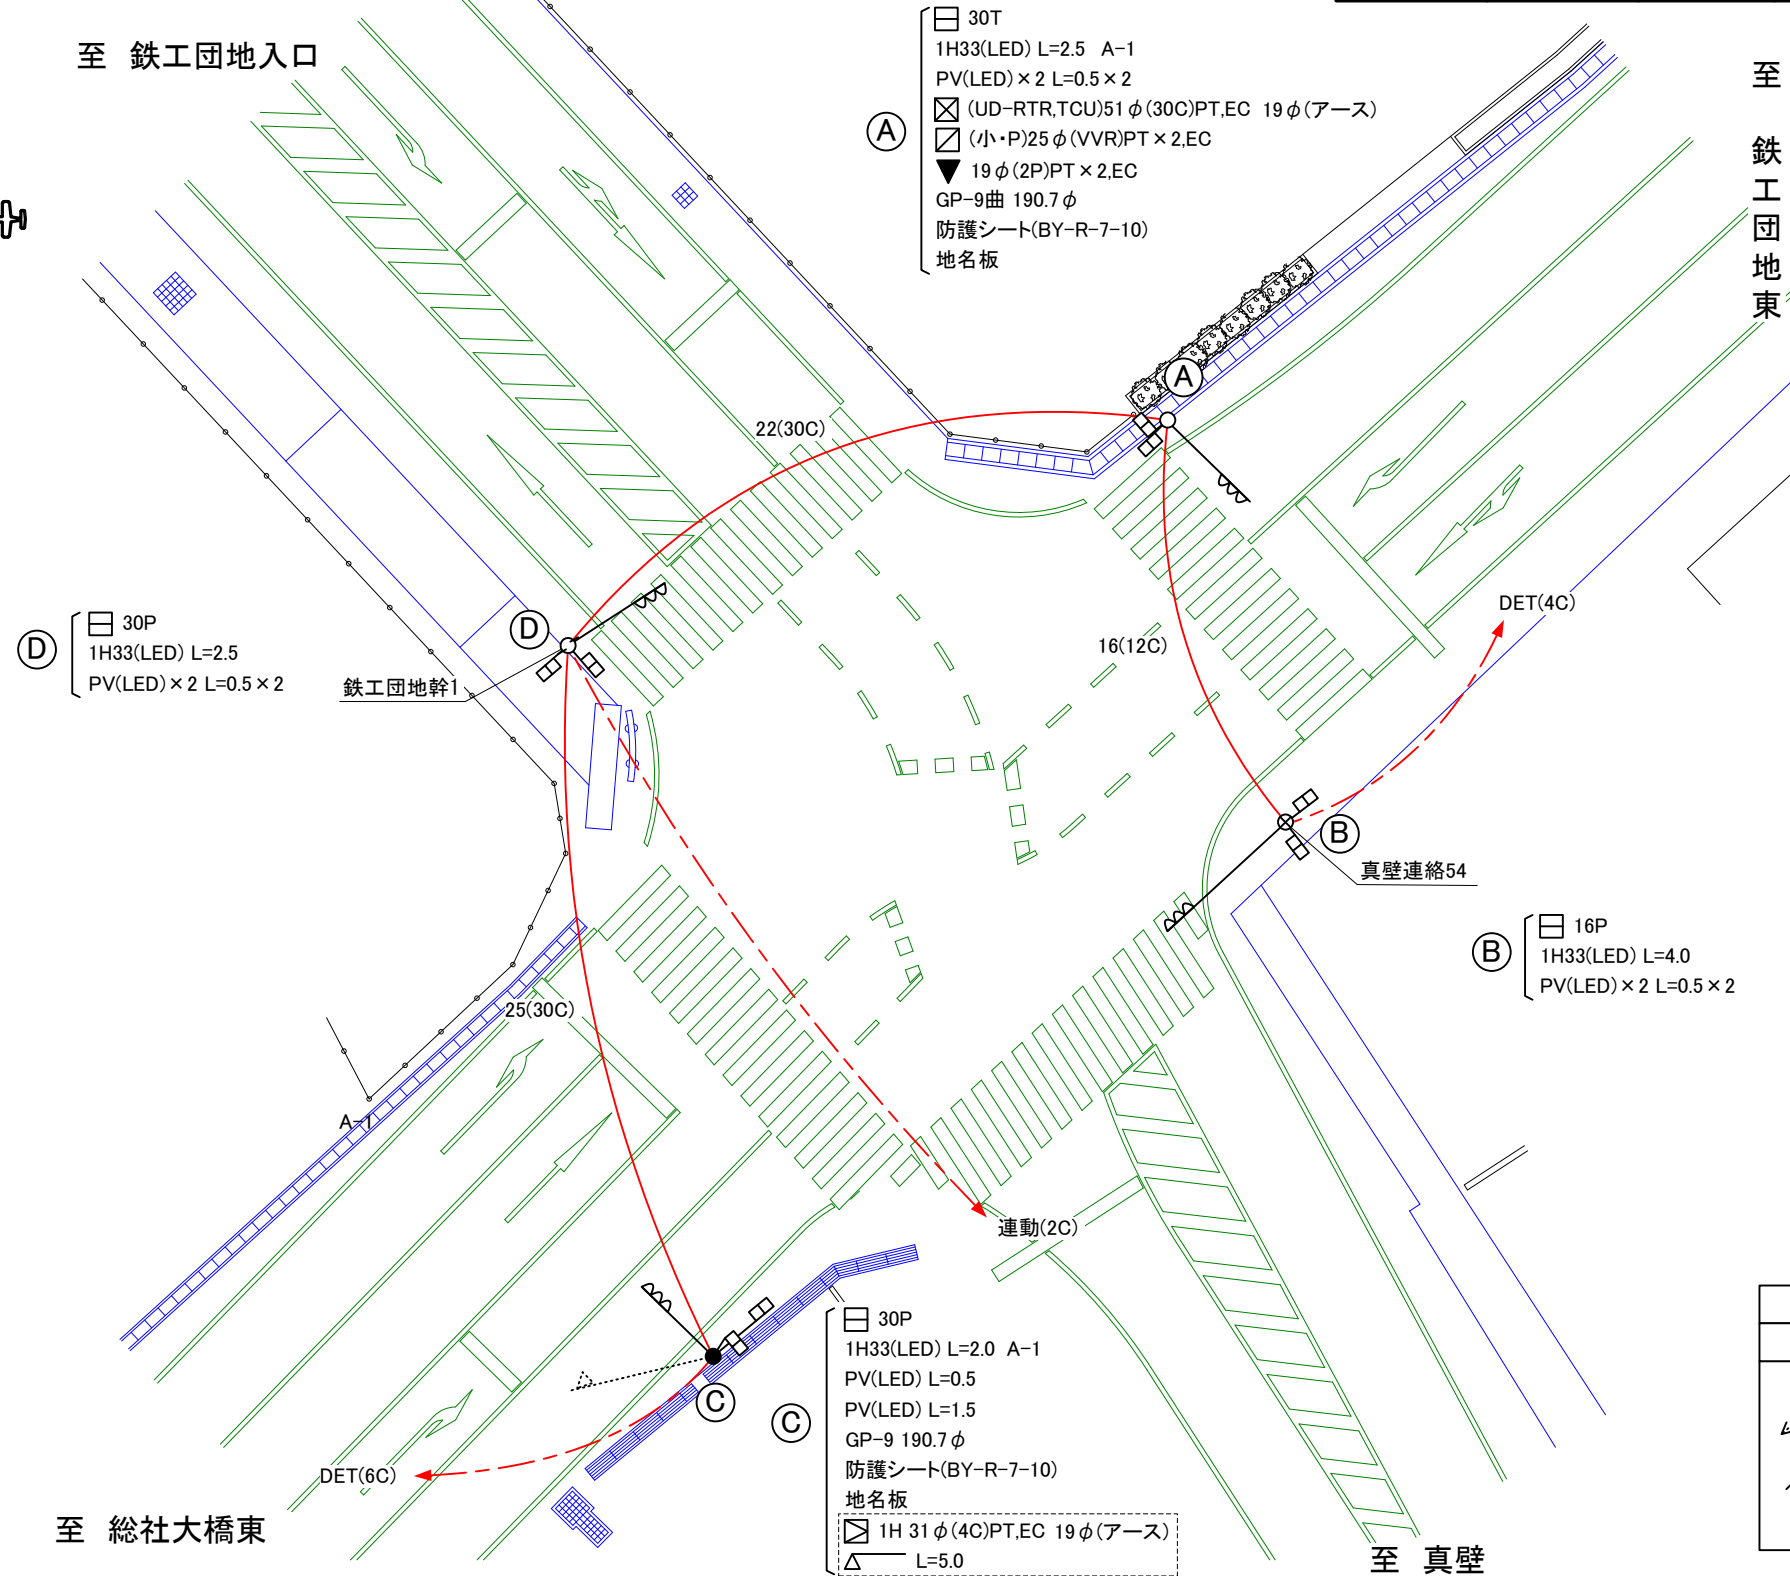 至 鉄工団地入口
Ⓐ
30T
1H33(LED) L=2.5 A-1
PV(LED)×2 L=0.5×2
(UD-RTR,TCU)51φ(30C)PT,EC 19φ(アース)
(小・P)25φ(VVR)PT×2,EC
19φ(2P)PT×2,EC
GP-9曲 190.7φ
防護シート(BY-R-7-10)
地名板
至 鉄工団地東
A
22(30C)
16(12C)
DET(4C)
D
30P
1H33(LED) L=2.5
PV(LED)×2 L=0.5×2
D
鉄工団地幹1
B
真壁連絡54
B
16P
1H33(LED) L=4.0
PV(LED)×2 L=0.5×2
25(30C)
A-1
連動(2C)
C
DET(6C)
C
30P
1H33(LED) L=2.0 A-1
PV(LED) L=0.5
PV(LED) L=1.5
GP-9 190.7φ
防護シート(BY-R-7-10)
地名板
1H 31φ(4C)PT,EC 19φ(アース)
L=5.0
至 総社大橋東
至 真壁